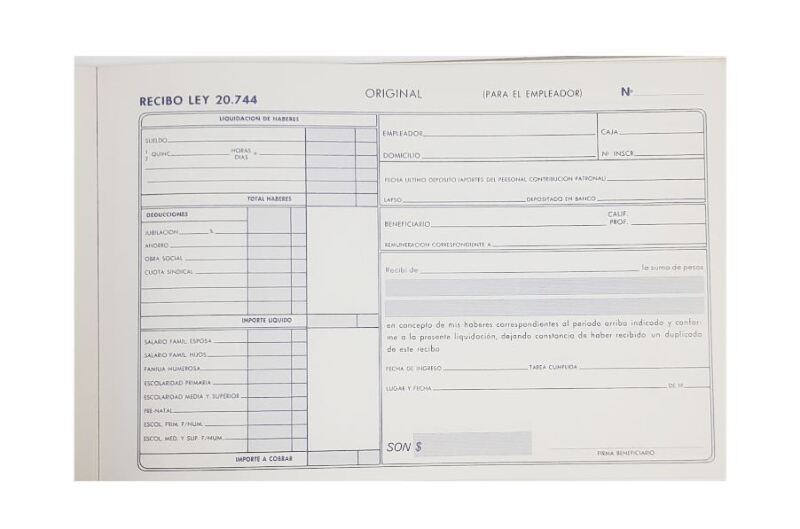 RECIBO LEY 20.744
ORIGINAL
(PARA EL EMPLEADOR)
Nº
LIQUIDACION DE HABERES
SUELDO
QUINC. HORAS
DIAS
TOTAL HABERES
DEDUCCIONES
JUBILACION %
AHORRO
OBRA SOCIAL
CUOTA SINDICAL
IMPORTE LIQUIDO
SALARIO FAMIL. ESPOSA
SALARIO FAMIL. HIJOS
FAMILIA NUMEROSA
ESCOLARIDAD PRIMARIA
ESCOLARIDAD MEDIA Y SUPERIOR
PRE-NATAL
ESCOL. PRIM. F/NUM.
ESCOL. MED. Y SUP. F/NUM.
IMPORTE A COBRAR
EMPLEADOR
CAJA
DOMICILIO
Nº INSCR.
FECHA ULTIMO DEPOSITO (APORTES DEL PERSONAL CONTRIBUCION PATRONAL)
LAPSO DEPOSITADO EN BANCO
BENEFICIARIO
CALIF.
PROF.
REMUNERACION CORRESPONDIENTE A
Recibí de la suma de pesos
en concepto de mis haberes correspondientes al período arriba indicado y confor-
me a la presente liquidación, dejando constancia de haber recibido un duplicado
de este recibo
FECHA DE INGRESO TAREA CUMPLIDA
LUGAR Y FECHA DE 19
SON $
FIRMA BENEFICIARIO